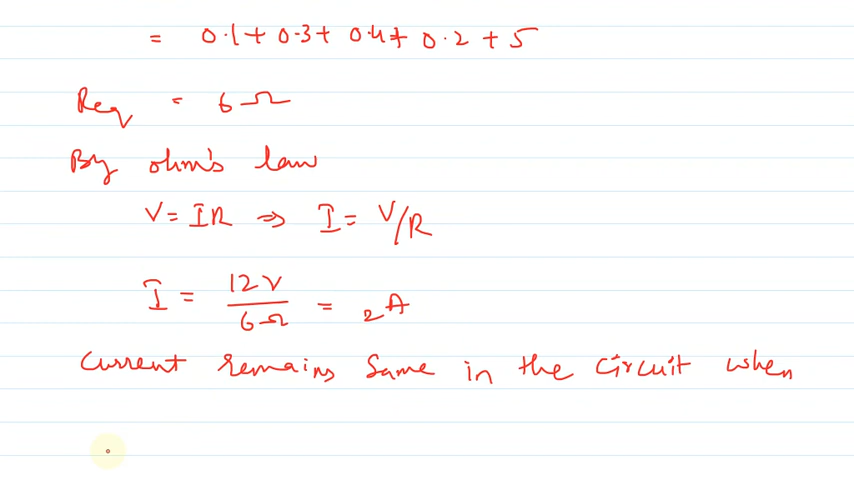 = 0.1 + 0.3 + 0.4 + 0.2 + 5
Req = 6 Ω
By ohm's law
V = IR ⇒ I = V/R
I = 12V/6Ω = 2A
Current remains same in the circuit when